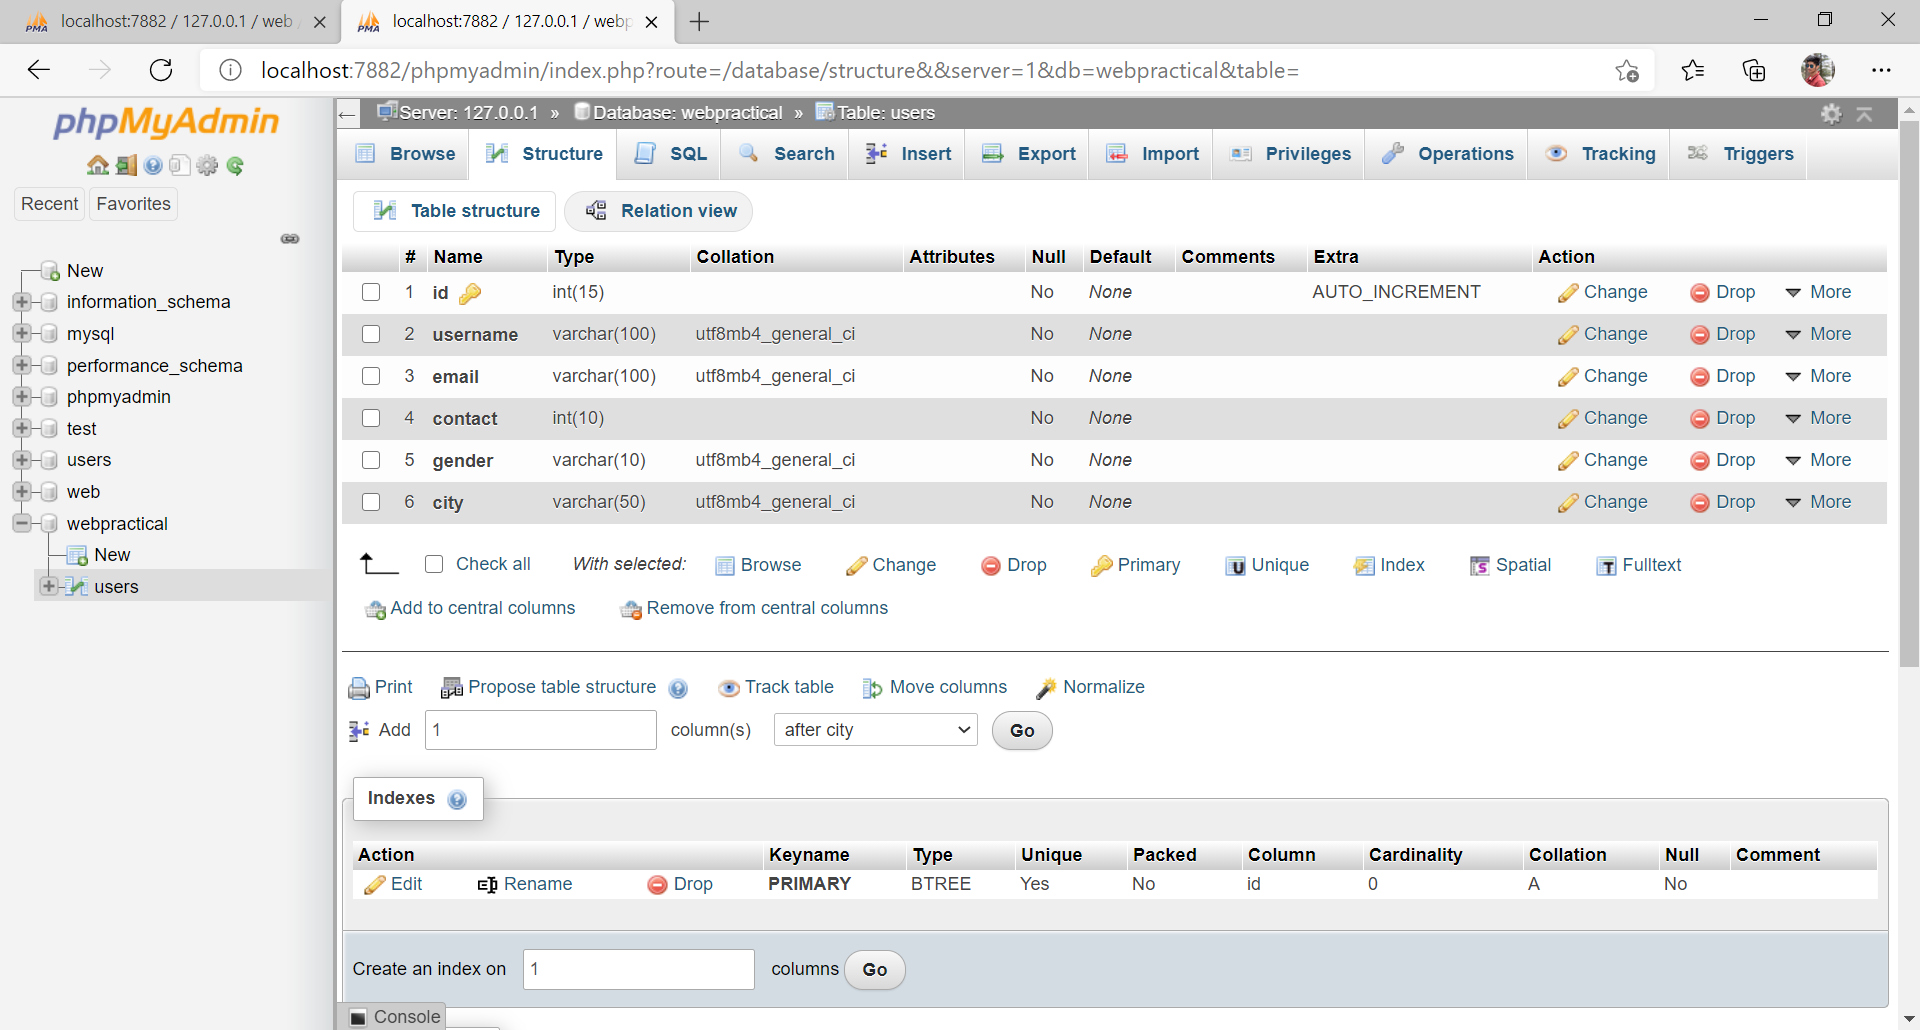 localhost:7882 / 127.0.0.1 / web
localhost:7882 / 127.0.0.1 / webp
localhost:7882/phpmyadmin/index.php?route=/database/structure&&server=1&db=webpractical&table=
phpMyAdmin
Recent Favorites
New
information_schema
mysql
performance_schema
phpmyadmin
test
users
web
webpractical
New
users
Server: 127.0.0.1 » Database: webpractical » Table: users
Browse Structure SQL Search Insert Export Import Privileges Operations Tracking Triggers
Table structure Relation view
# Name Type Collation Attributes Null Default Comments Extra Action
1 id int(15) No None AUTO_INCREMENT Change Drop More
2 username varchar(100) utf8mb4_general_ci No None Change Drop More
3 email varchar(100) utf8mb4_general_ci No None Change Drop More
4 contact int(10) No None Change Drop More
5 gender varchar(10) utf8mb4_general_ci No None Change Drop More
6 city varchar(50) utf8mb4_general_ci No None Change Drop More
Check all With selected: Browse Change Drop Primary Unique Index Spatial Fulltext
Add to central columns Remove from central columns
Print Propose table structure Track table Move columns Normalize
Add 1 column(s) after city Go
Indexes
Action Keyname Type Unique Packed Column Cardinality Collation Null Comment
Edit Rename Drop PRIMARY BTREE Yes No id 0 A No
Create an index on 1 columns Go
Console